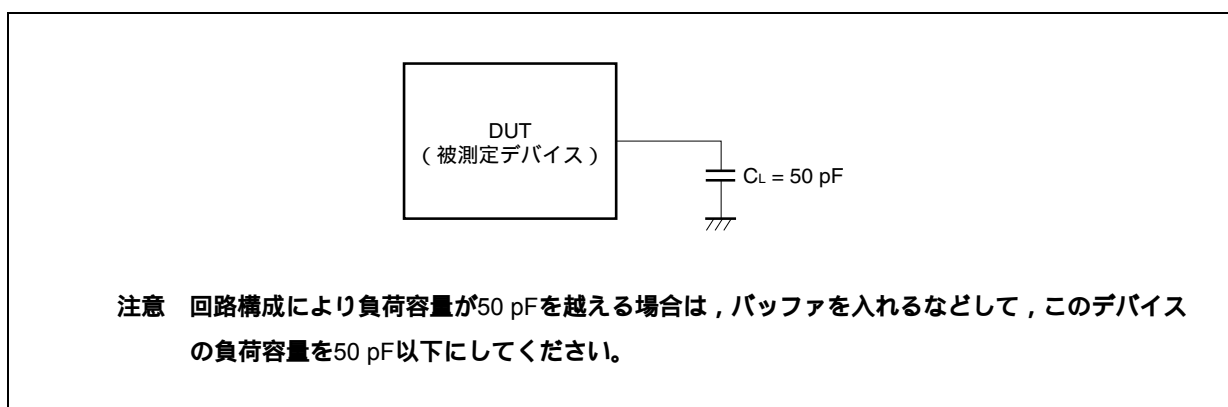 DUT
（被測定デバイス）
CL = 50 pF
注意　回路構成により負荷容量が50 pFを越える場合は，バッファを入れるなどして，このデバイス
の負荷容量を50 pF以下にしてください。